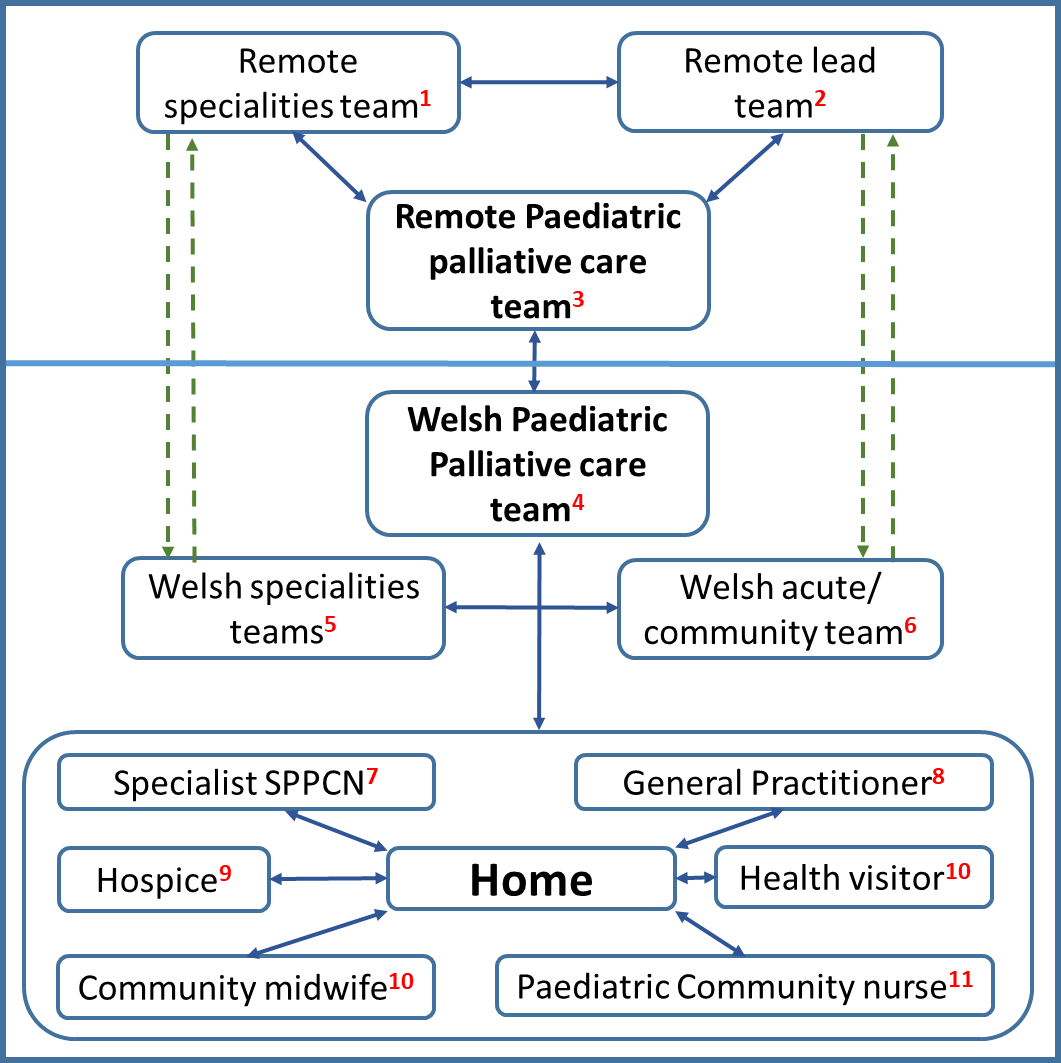 Remote
specialities team1
Remote lead
team2
Remote Paediatric
palliative care
team3
Welsh Paediatric
Palliative care
team4
Welsh specialities
teams5
Welsh acute/
community team6
Specialist SPPCN7
General Practitioner8
Hospice9
Home
Health visitor10
Community midwife10
Paediatric Community nurse11